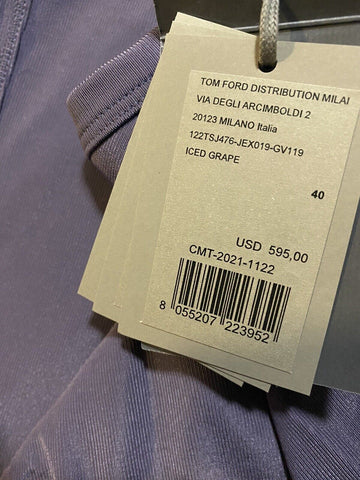 TOM FORD DISTRIBUTION MILAI
VIA DEGLI ARCIMBOLDI 2
20123 MILANO Italia
122TSJ476-JEX019-GV119
ICED GRAPE
40
USD 595,00
CMT-2021-1122
8 055207 223952